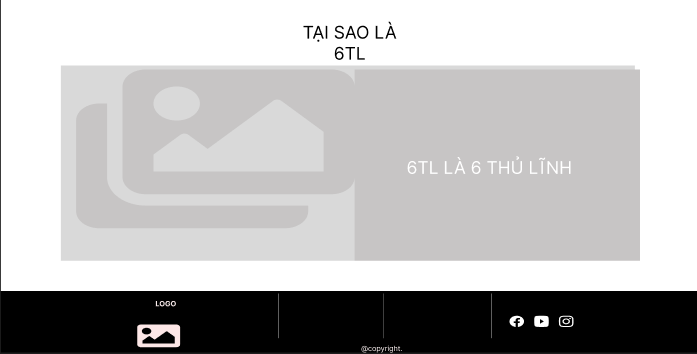 TẠI SAO LÀ
6TL
6TL LÀ 6 THỦ LĨNH
LOGO
@copyright.